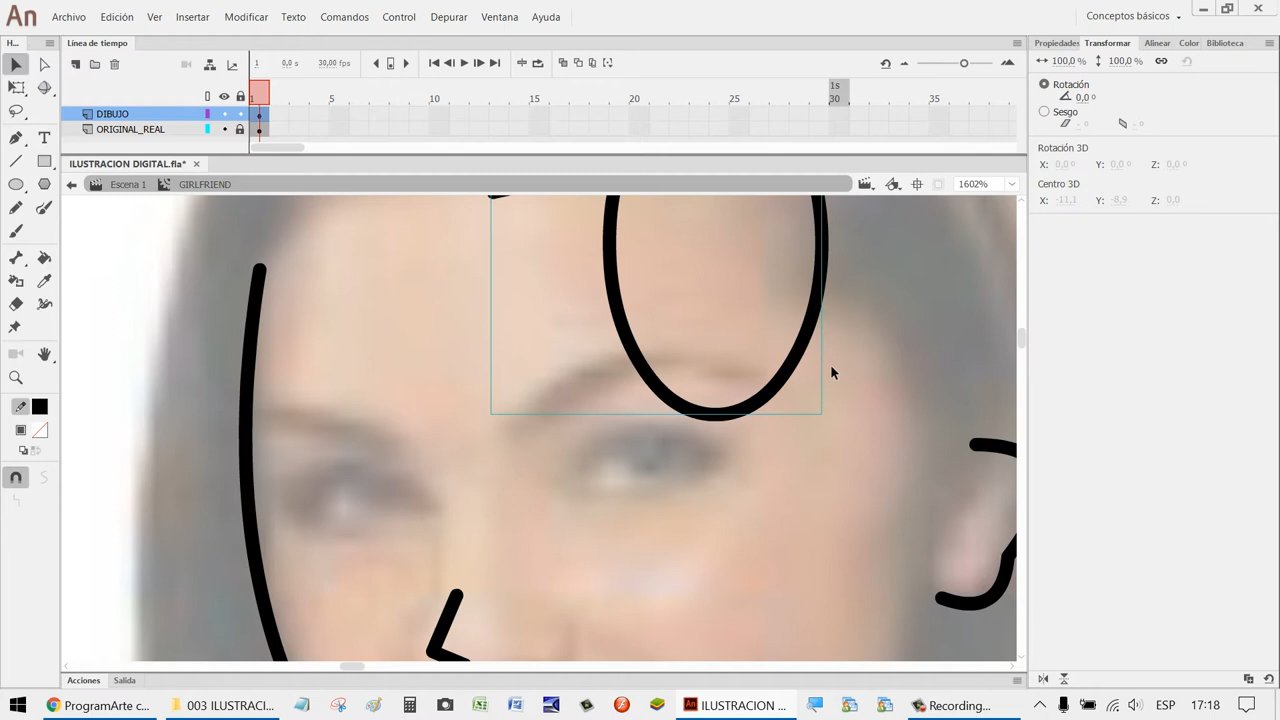 An Archivo Edición Ver Insertar Modificar Texto Comandos Control Depurar Ventana Ayuda Conceptos básicos
H... Línea de tiempo Propiedades Transformar Alinear Color Biblioteca
1 0,0 s 30,00 fps 100,0 % 100,0 %
Rotación
0,0 °
1s
1 5 10 15 20 25 30 35
DIBUJO Sesgo
ORIGINAL_REAL
Rotación 3D
ILUSTRACION DIGITAL.fla* X: 0,0 ° Y: 0,0 ° Z: 0,0 °
Escena 1 GIRLFRIEND 1602% Centro 3D
X: -11,1 Y: -8,9 Z: 0,0
Acciones Salida
ProgramArte c... 003 ILUSTRACI... ILUSTRACION ... Recording... ESP 17:18